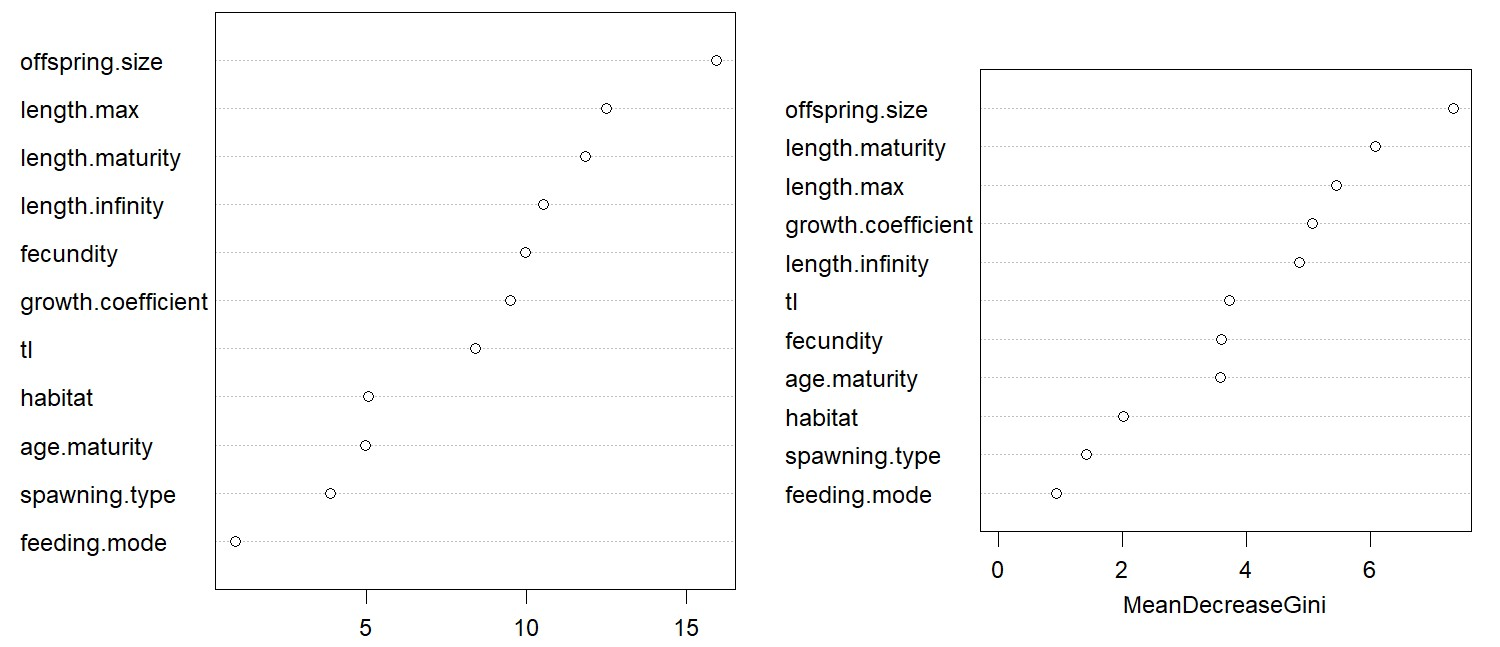 offspring.size
length.max
length.maturity
length.infinity
fecundity
growth.coefficient
tl
habitat
age.maturity
spawning.type
feeding.mode
5 10 15
offspring.size
length.maturity
length.max
growth.coefficient
length.infinity
tl
fecundity
age.maturity
habitat
spawning.type
feeding.mode
0 2 4 6
MeanDecreaseGini